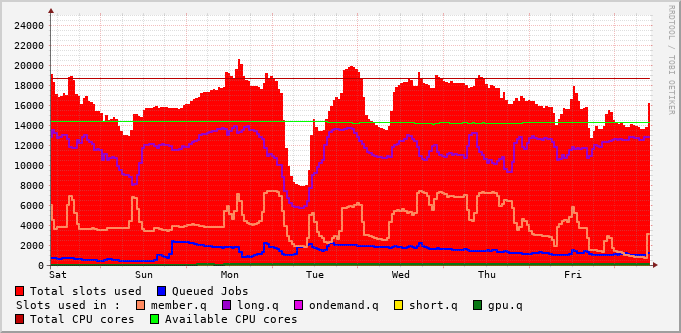 RRDTOOL / TOBI OETIKER
24000
22000
20000
18000
16000
14000
12000
10000
8000
6000
4000
2000
0
Sat Sun Mon Tue Wed Thu Fri
Total slots used Queued Jobs
Slots used in : member.q long.q ondemand.q short.q gpu.q
Total CPU cores Available CPU cores